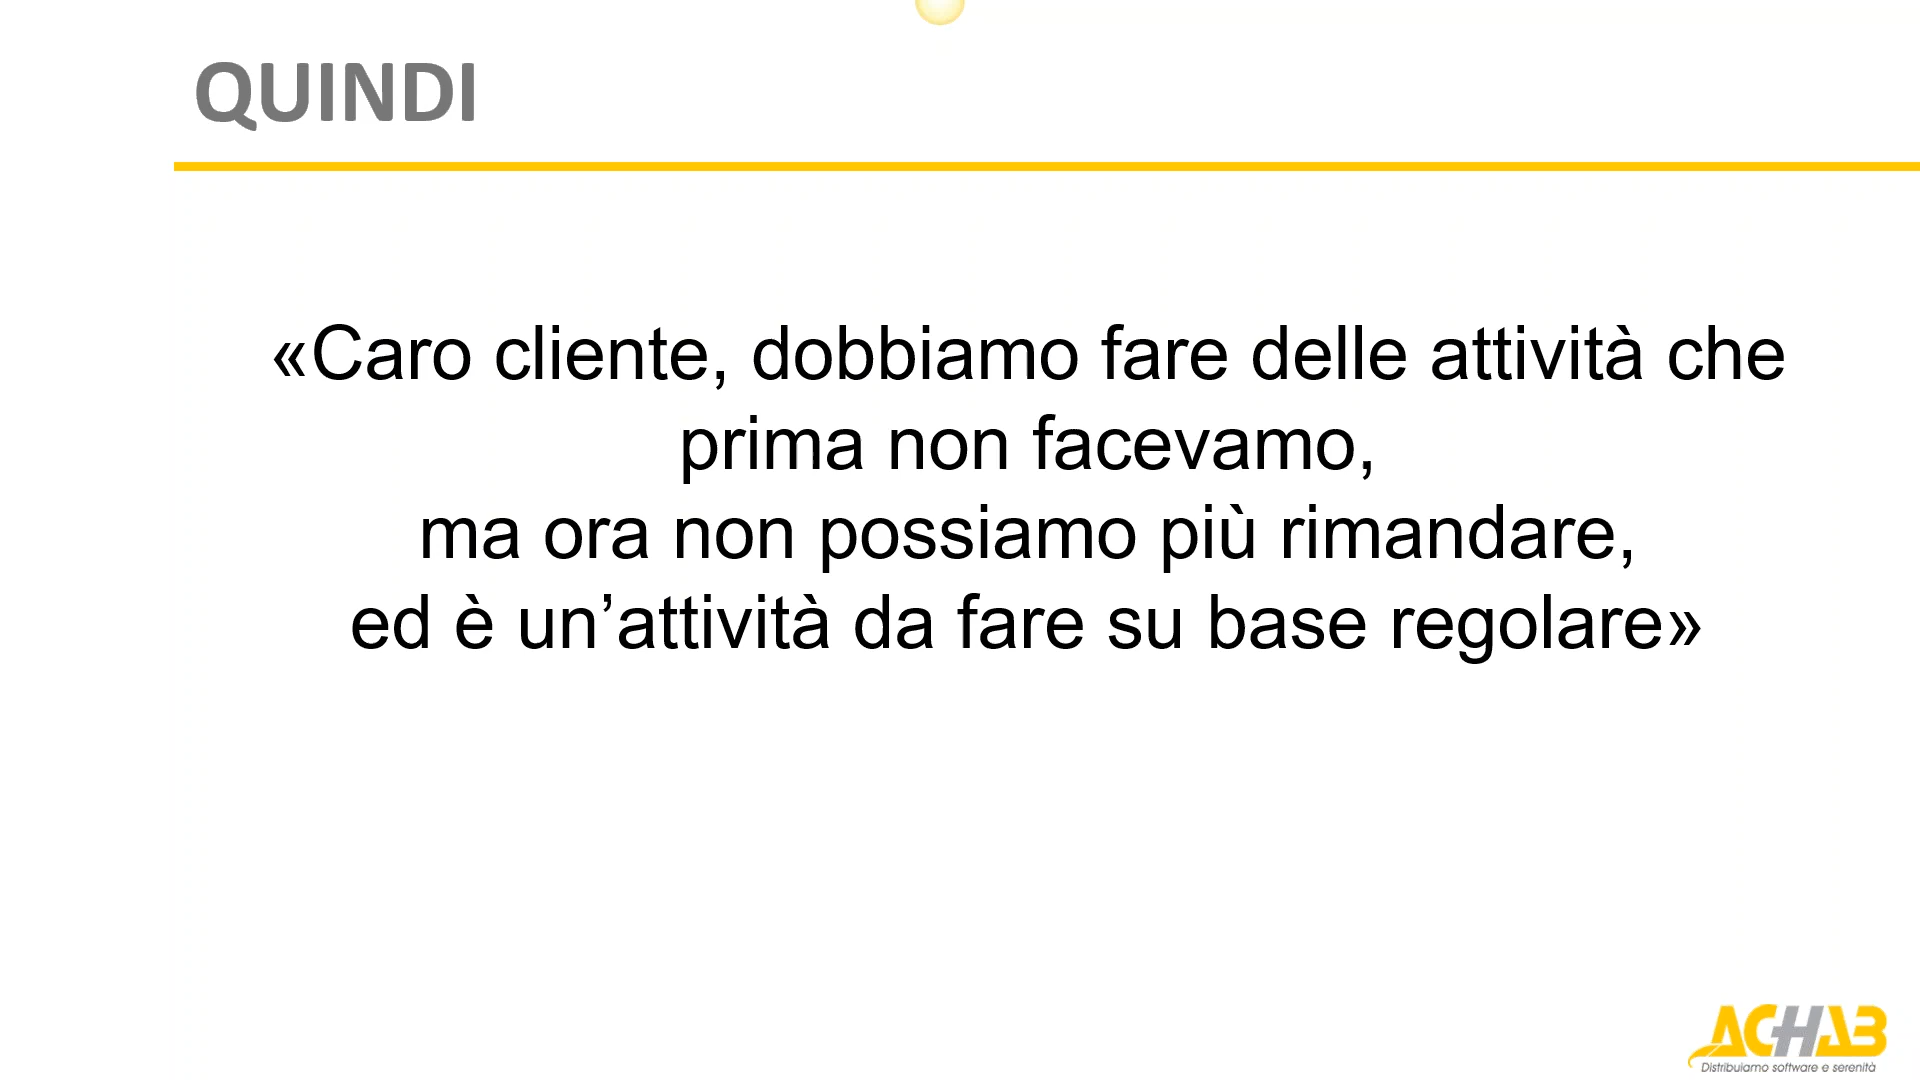 QUINDI
«Caro cliente, dobbiamo fare delle attività che
prima non facevamo,
ma ora non possiamo più rimandare,
ed è un’attività da fare su base regolare»
ACHAB
Distribuiamo software e serenità